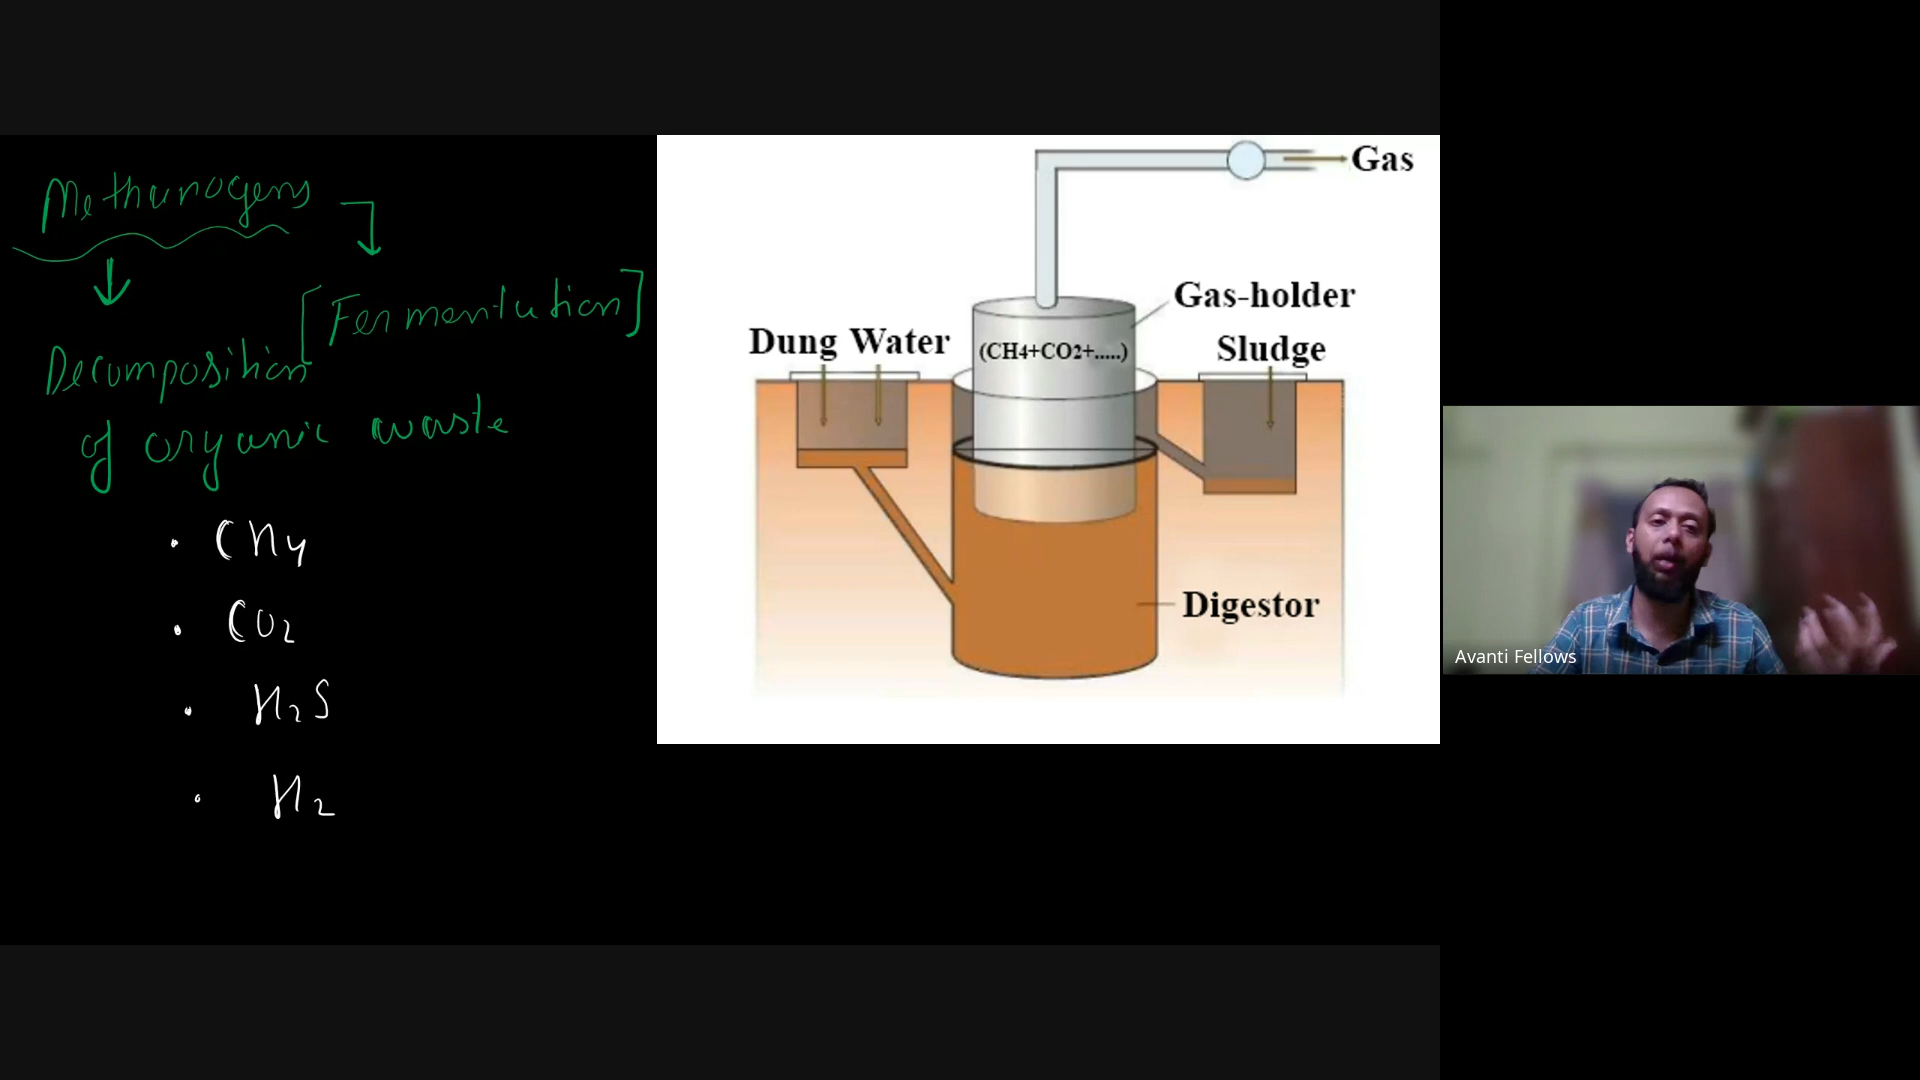 Methanogens
[Fermentation]
Decomposition
of organic waste
• CH4
• CO2
• H2S
• H2
Gas
Gas-holder
Dung Water
(CH4+CO2+.....)
Sludge
Digestor
Avanti Fellows